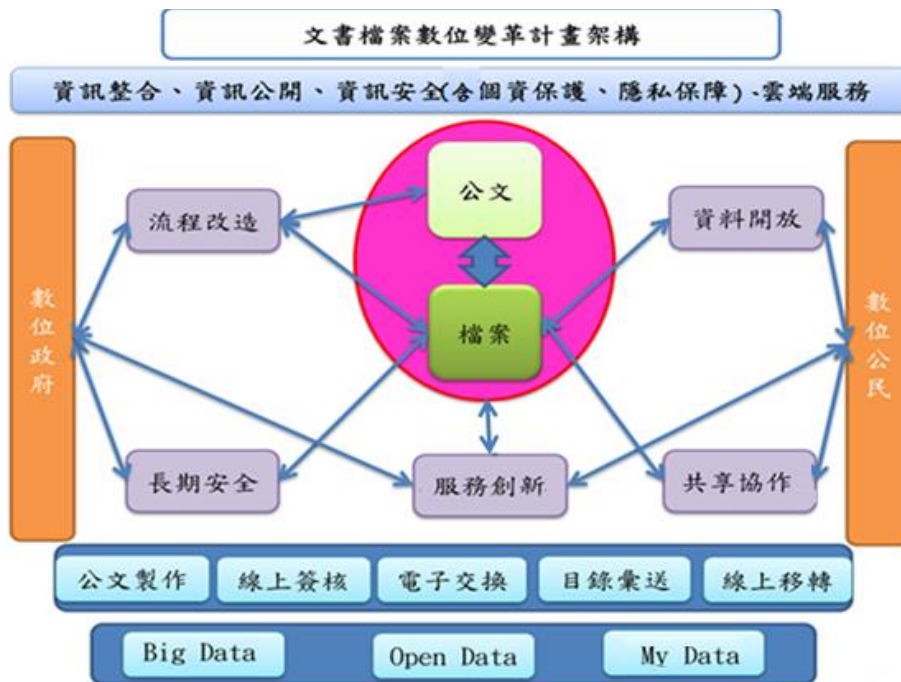 文書檔案數位變革計畫架構
資訊整合、資訊公開、資訊安全(含個資保護、隱私保障)、雲端服務
數位政府
流程改造
公文
資料開放
數位公民
檔案
長期安全
服務創新
共享協作
公文製作
線上簽核
電子交換
目錄彙送
線上移轉
Big Data
Open Data
My Data